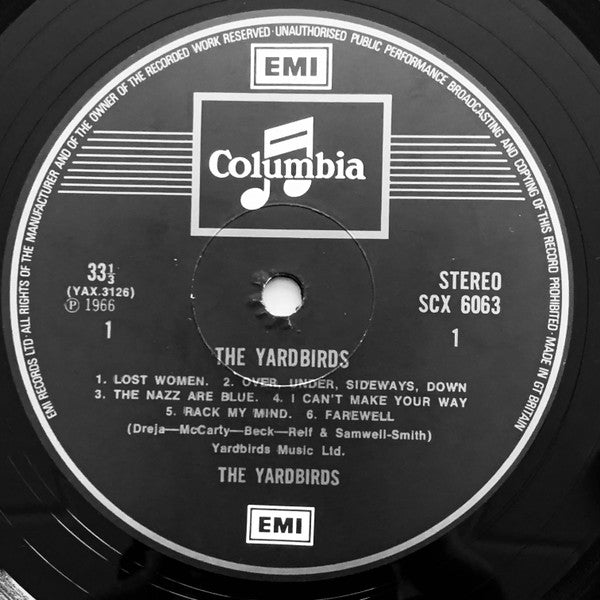 EMI RECORDS LTD · ALL RIGHTS OF THE MANUFACTURER AND OF THE OWNER OF THE RECORDED WORK RESERVED · UNAUTHORISED PUBLIC PERFORMANCE BROADCASTING AND COPYING OF THIS RECORD PROHIBITED · MADE IN GT BRITAIN
EMI
Columbia
33⅓
(YAX.3126)
℗ 1966
1
STEREO
SCX 6063
1
THE YARDBIRDS
1. LOST WOMEN. 2. OVER, UNDER, SIDEWAYS, DOWN
3. THE NAZZ ARE BLUE. 4. I CAN'T MAKE YOUR WAY
5. RACK MY MIND. 6. FAREWELL
(Dreja—McCarty—Beck—Relf & Samwell-Smith)
Yardbirds Music Ltd.
THE YARDBIRDS
EMI